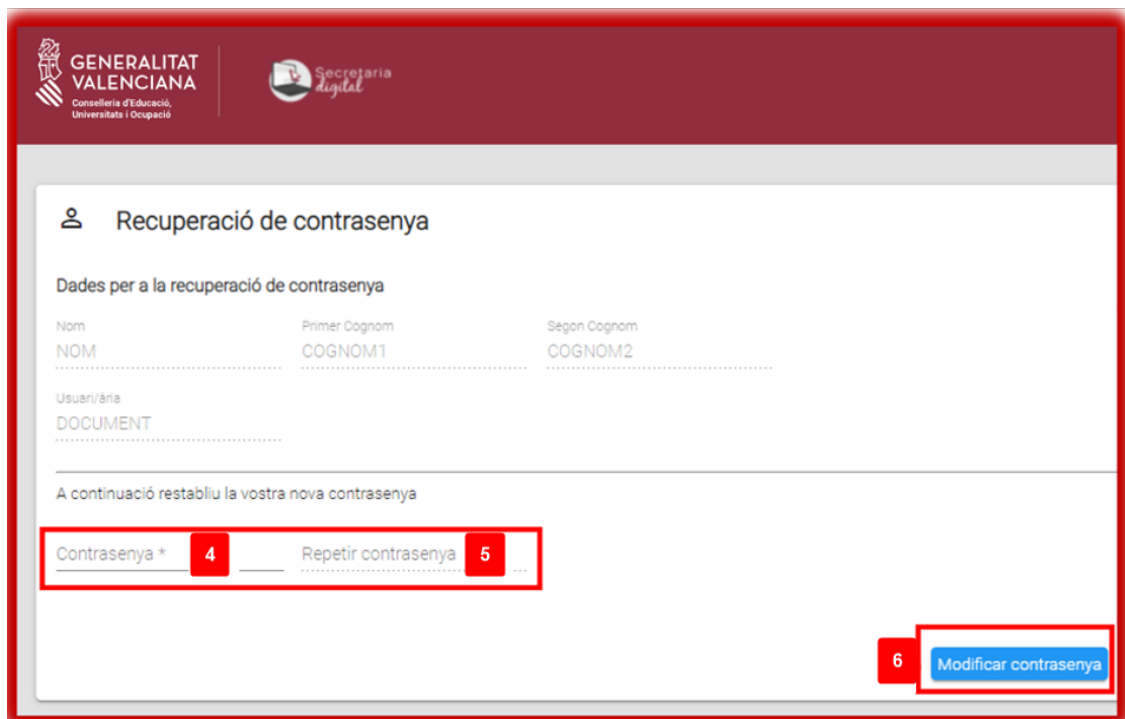 GENERALITAT
VALENCIANA
Conselleria d'Educació,
Universitats i Ocupació
Secretaria
digital
Recuperació de contrasenya
Dades per a la recuperació de contrasenya
Nom Primer Cognom Segon Cognom
NOM COGNOM1 COGNOM2
Usuari/ària
DOCUMENT
A continuació restabliu la vostra nova contrasenya
Contrasenya * 4 Repetir contrasenya 5
6 Modificar contrasenya